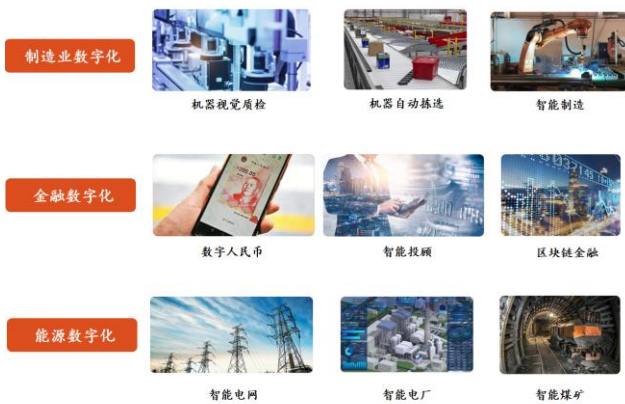 制造业数字化
机器视觉质检
机器自动拣选
智能制造
金融数字化
数字人民币
智能投顾
区块链金融
能源数字化
智能电网
智能电厂
智能煤矿